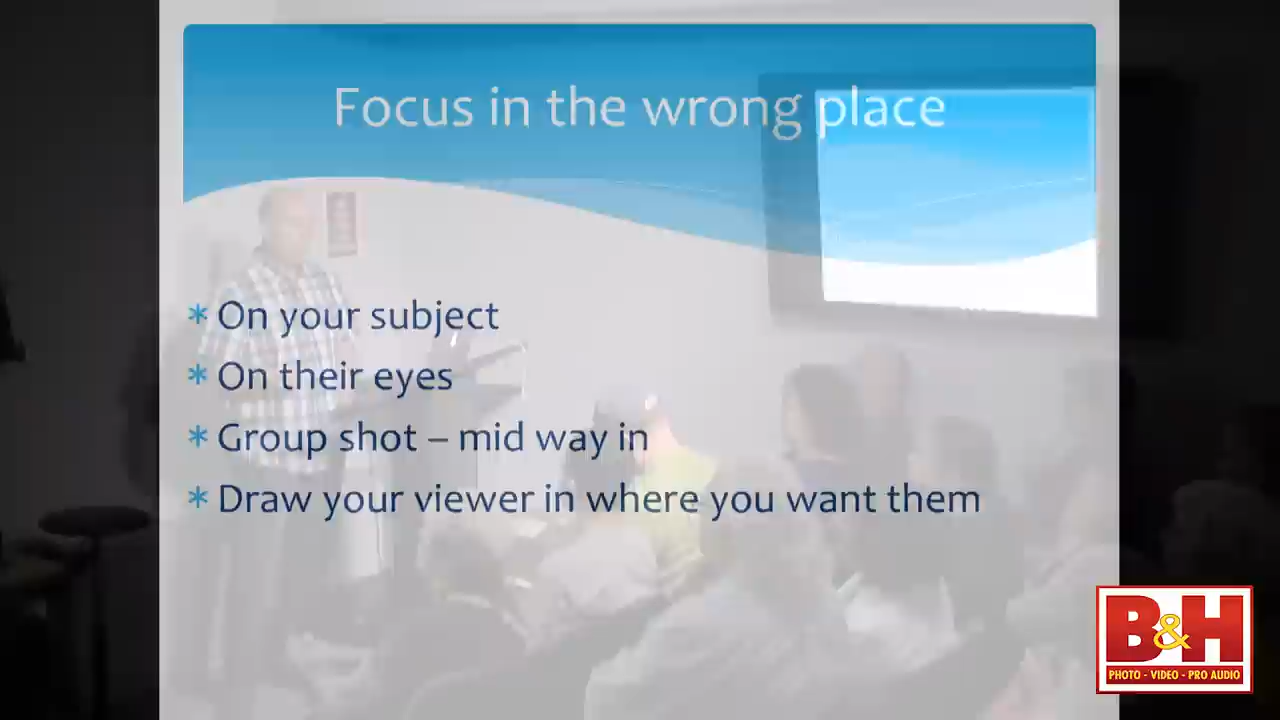 Focus in the wrong place
* On your subject
* On their eyes
* Group shot – mid way in
* Draw your viewer in where you want them
B&H
PHOTO - VIDEO - PRO AUDIO